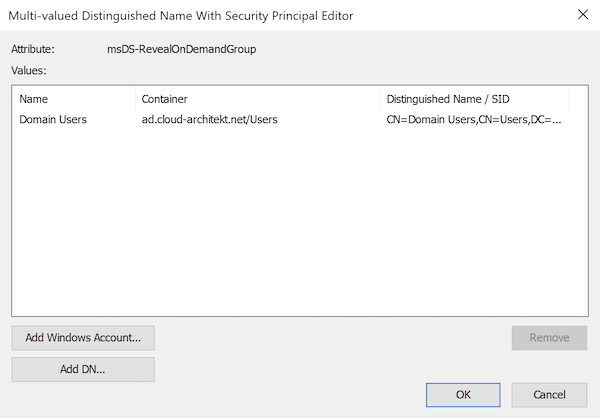 Multi-valued Distinguished Name With Security Principal Editor
Attribute: msDS-RevealOnDemandGroup
Values:
Name Container Distinguished Name / SID
Domain Users ad.cloud-architekt.net/Users CN=Domain Users,CN=Users,DC=...
Add Windows Account... Remove
Add DN...
OK Cancel